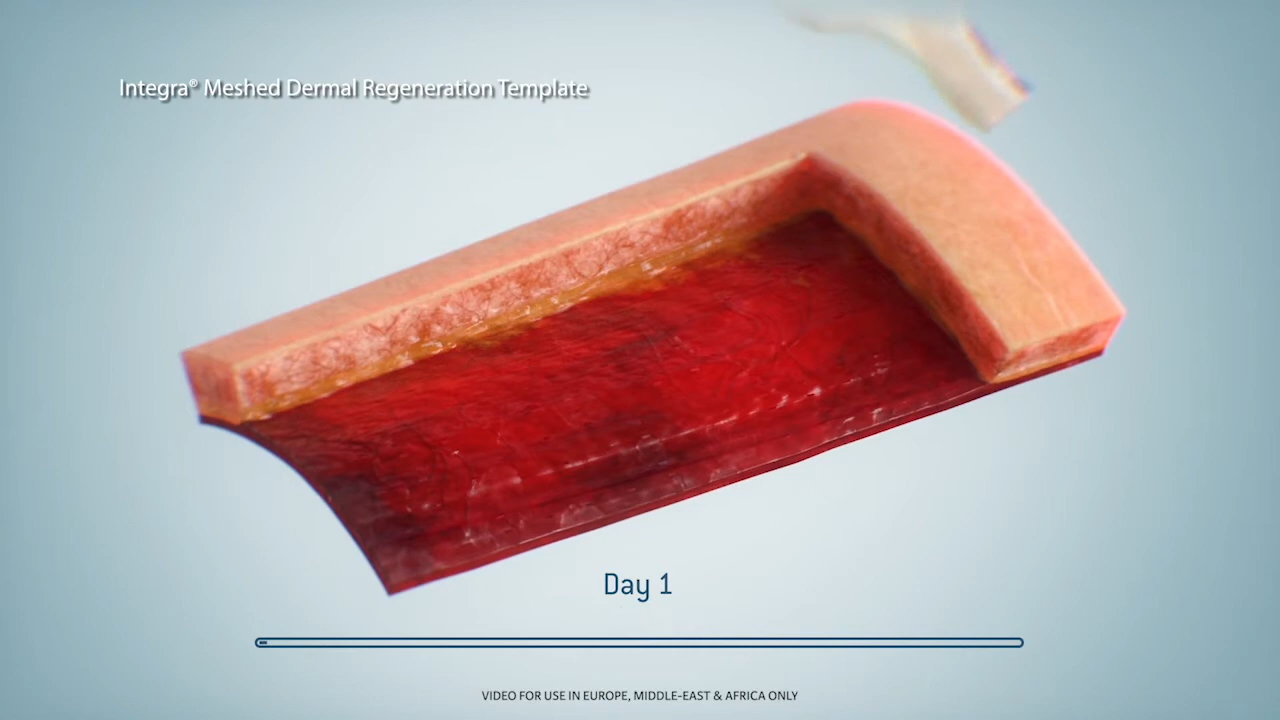 Integra® Meshed Dermal Regeneration Template
Day 1
VIDEO FOR USE IN EUROPE, MIDDLE-EAST & AFRICA ONLY